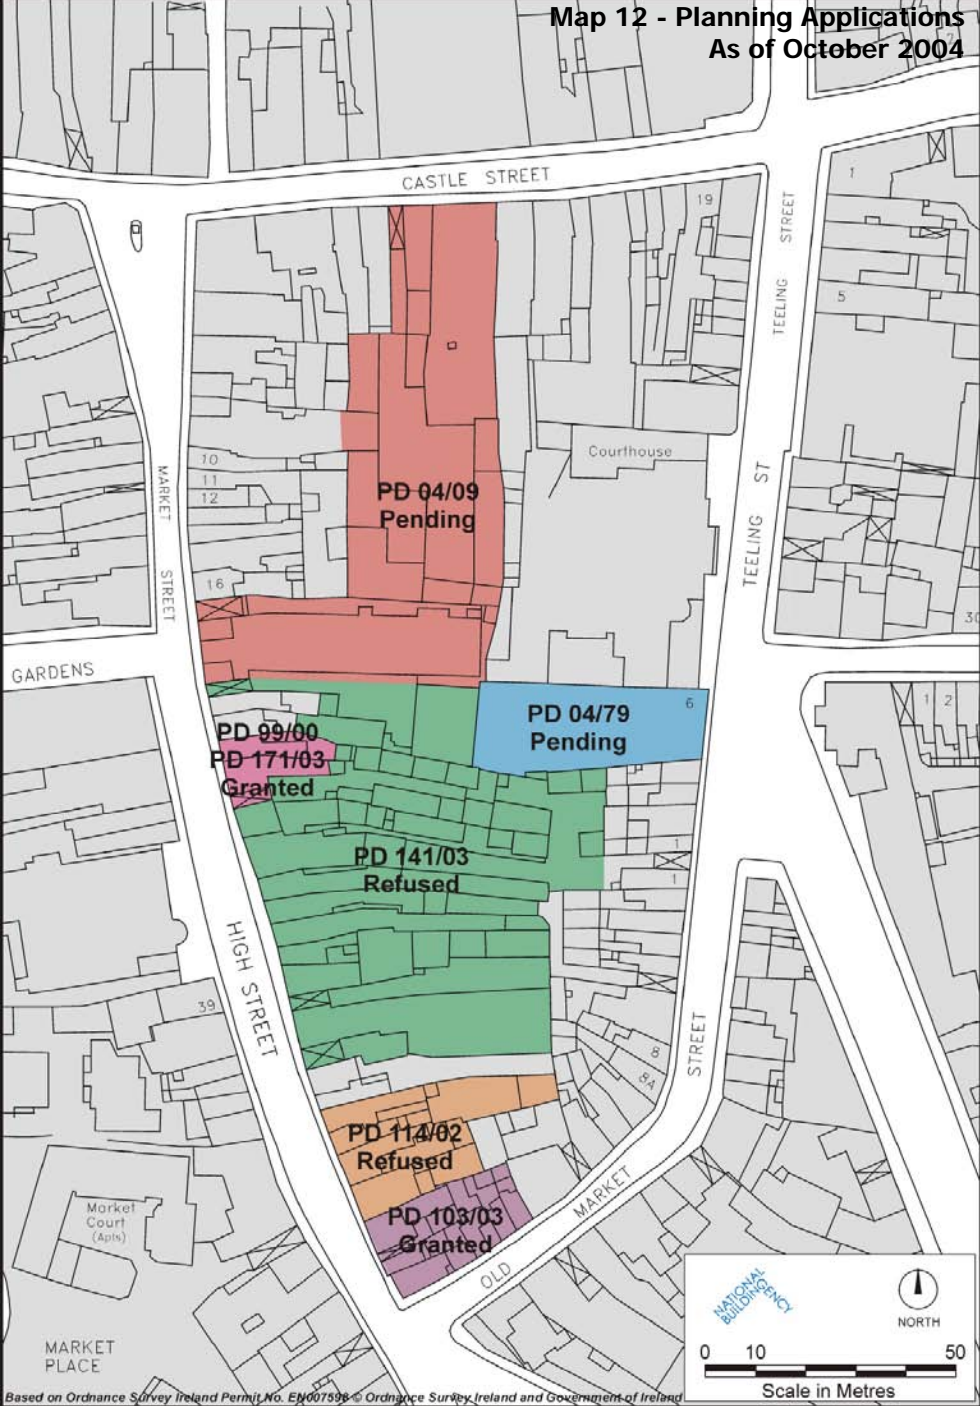 Map 12 - Planning Applications
As of October 2004
CASTLE STREET
19
1
TEELING STREET
5
Courthouse
10
11
12
MARKET STREET
PD 04/09
Pending
TEELING ST
16
30
GARDENS
6
1 2
PD 04/79
Pending
PD 99/00
PD 171/03
Granted
1
PD 141/03
Refused
1
HIGH STREET
39
8
8A
STREET
PD 114/02
Refused
MARKET
Market
Court
(Apts)
PD 103/03
Granted
OLD
NATIONAL
BUILDING
AGENCY
NORTH
MARKET
PLACE
0 10 50
Scale in Metres
Based on Ordnance Survey Ireland Permit No. EN007598 © Ordnance Survey Ireland and Government of Ireland